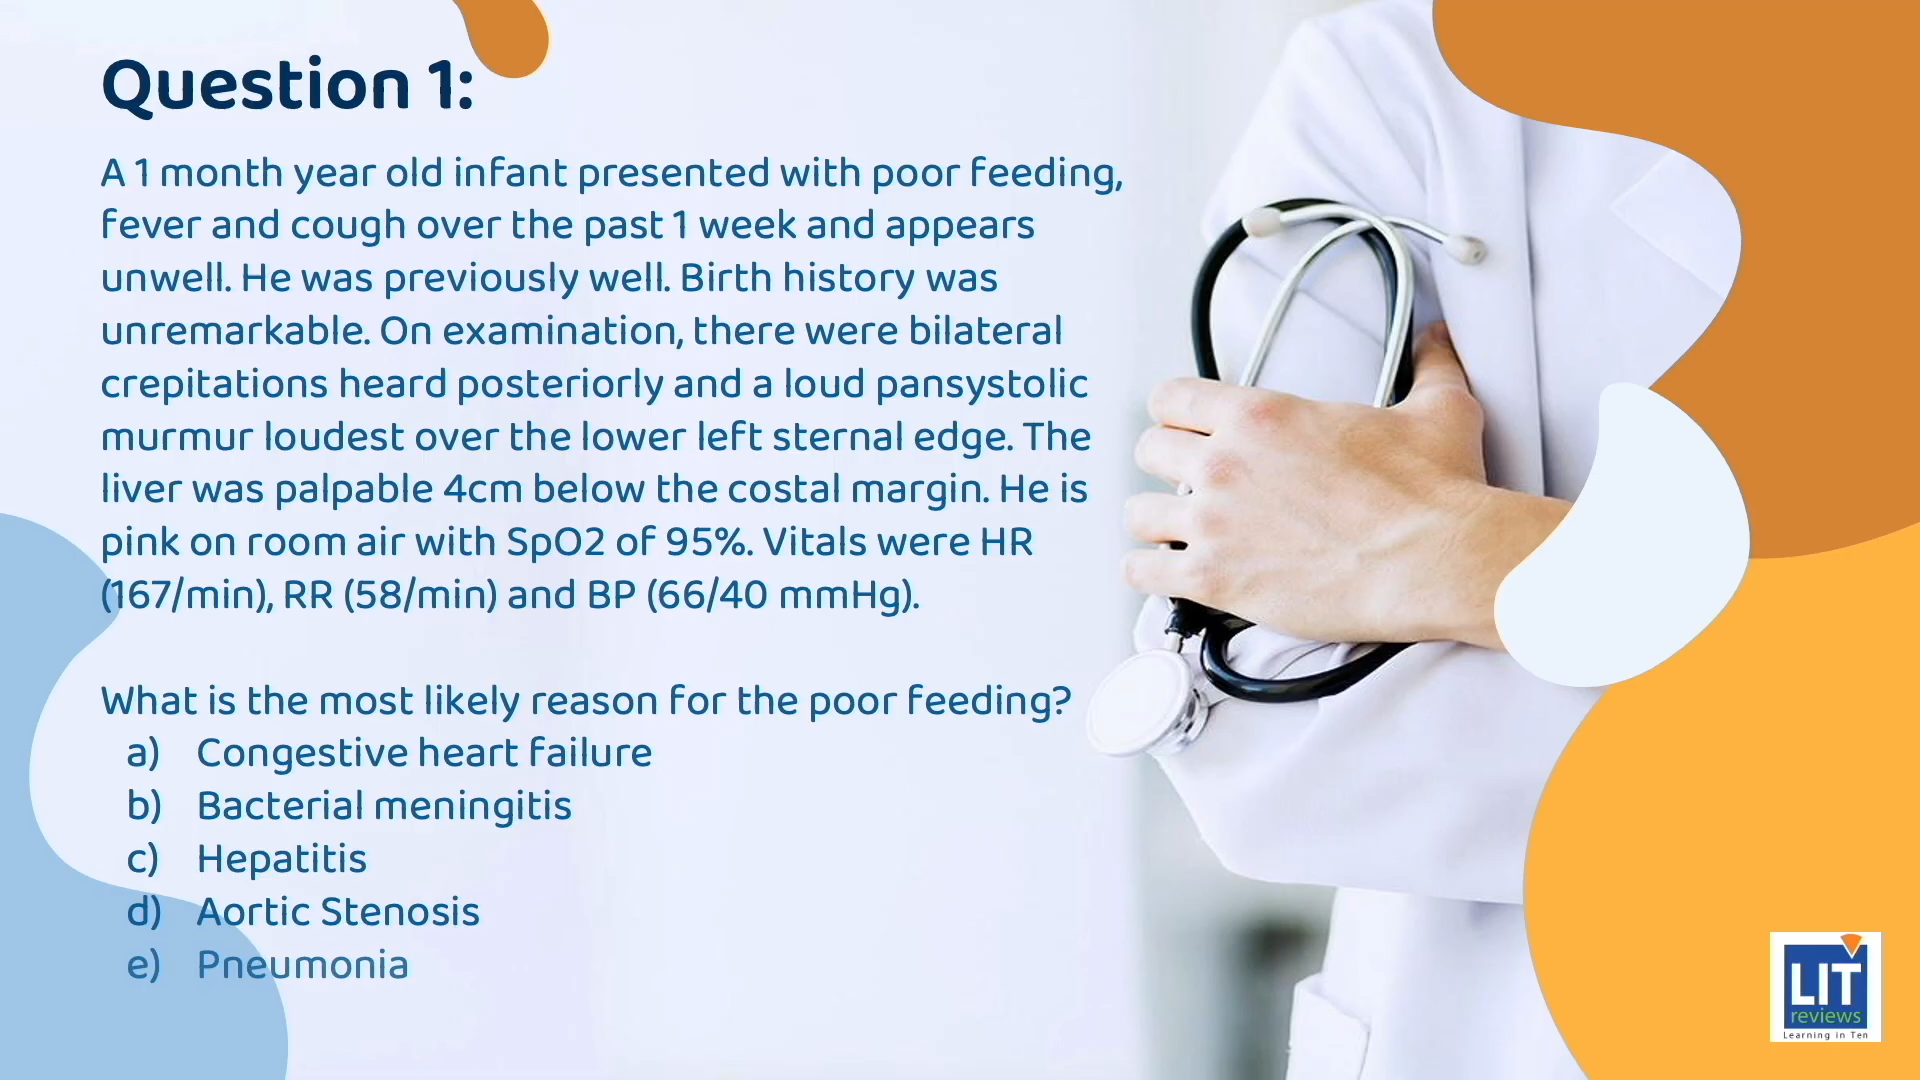 Question 1:
A 1 month year old infant presented with poor feeding,
fever and cough over the past 1 week and appears
unwell. He was previously well. Birth history was
unremarkable. On examination, there were bilateral
crepitations heard posteriorly and a loud pansystolic
murmur loudest over the lower left sternal edge. The
liver was palpable 4cm below the costal margin. He is
pink on room air with SpO2 of 95%. Vitals were HR
(167/min), RR (58/min) and BP (66/40 mmHg).
What is the most likely reason for the poor feeding?
a) Congestive heart failure
b) Bacterial meningitis
c) Hepatitis
d) Aortic Stenosis
e) Pneumonia
LIT
reviews
Learning in Ten